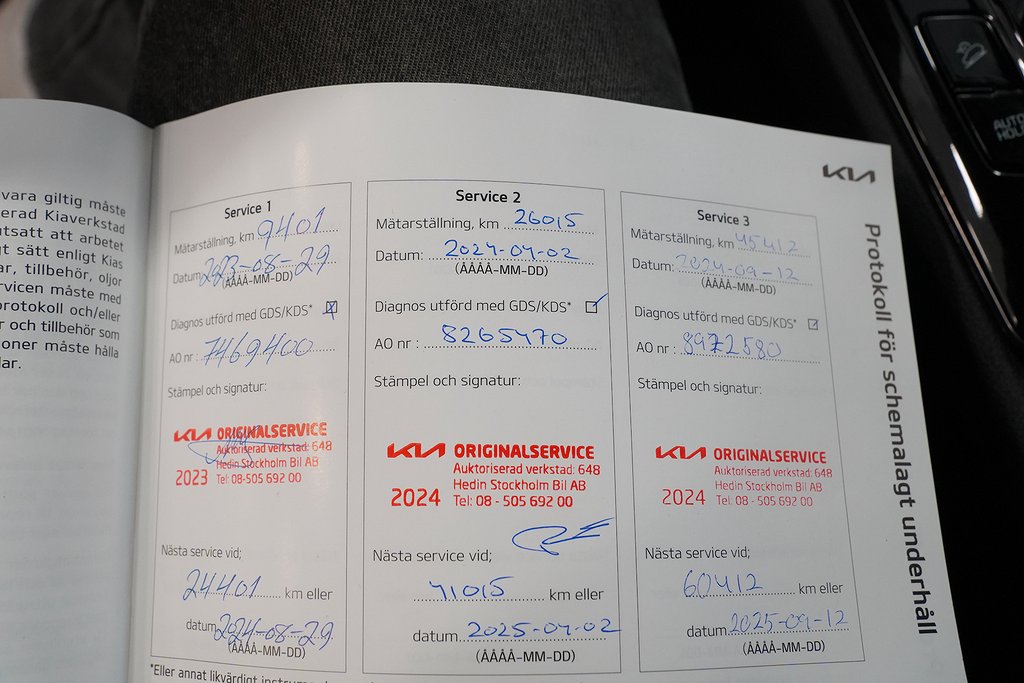 vara giltig måste
erad Kiaverkstad
utsatt att arbetet
gt sätt enligt Kias
ar, tillbehör, oljor
rvicen måste med
protokoll och/eller
r och tillbehör som
oner måste hålla
lar.
KIA
Protokoll för schemalagt underhåll
Service 1
Mätarställning, km 9401
Datum: 2023-08-29
(ÅÅÅÅ-MM-DD)
Diagnos utförd med GDS/KDS*
AO nr : 7469400
Stämpel och signatur:
KIA ORIGINALSERVICE
Auktoriserad verkstad: 648
Hedin Stockholm Bil AB
2023 Tel: 08-505 692 00
Nästa service vid;
24401 km eller
datum 2024-08-29
(ÅÅÅÅ-MM-DD)
Service 2
Mätarställning, km 26015
Datum: 2024-04-02
(ÅÅÅÅ-MM-DD)
Diagnos utförd med GDS/KDS*
AO nr : 8265470
Stämpel och signatur:
KIA ORIGINALSERVICE
Auktoriserad verkstad: 648
Hedin Stockholm Bil AB
2024 Tel: 08 - 505 692 00
Nästa service vid;
41015 km eller
datum 2025-04-02
(ÅÅÅÅ-MM-DD)
Service 3
Mätarställning, km 45412
Datum: 2024-09-12
(ÅÅÅÅ-MM-DD)
Diagnos utförd med GDS/KDS*
AO nr : 8972580
Stämpel och signatur:
KIA ORIGINALSERVICE
Auktoriserad verkstad: 648
Hedin Stockholm Bil AB
2024 Tel: 08 - 505 692 00
Nästa service vid;
60412 km eller
datum 2025-09-12
(ÅÅÅÅ-MM-DD)
*Eller annat likvärdigt
AUTO
HOLD